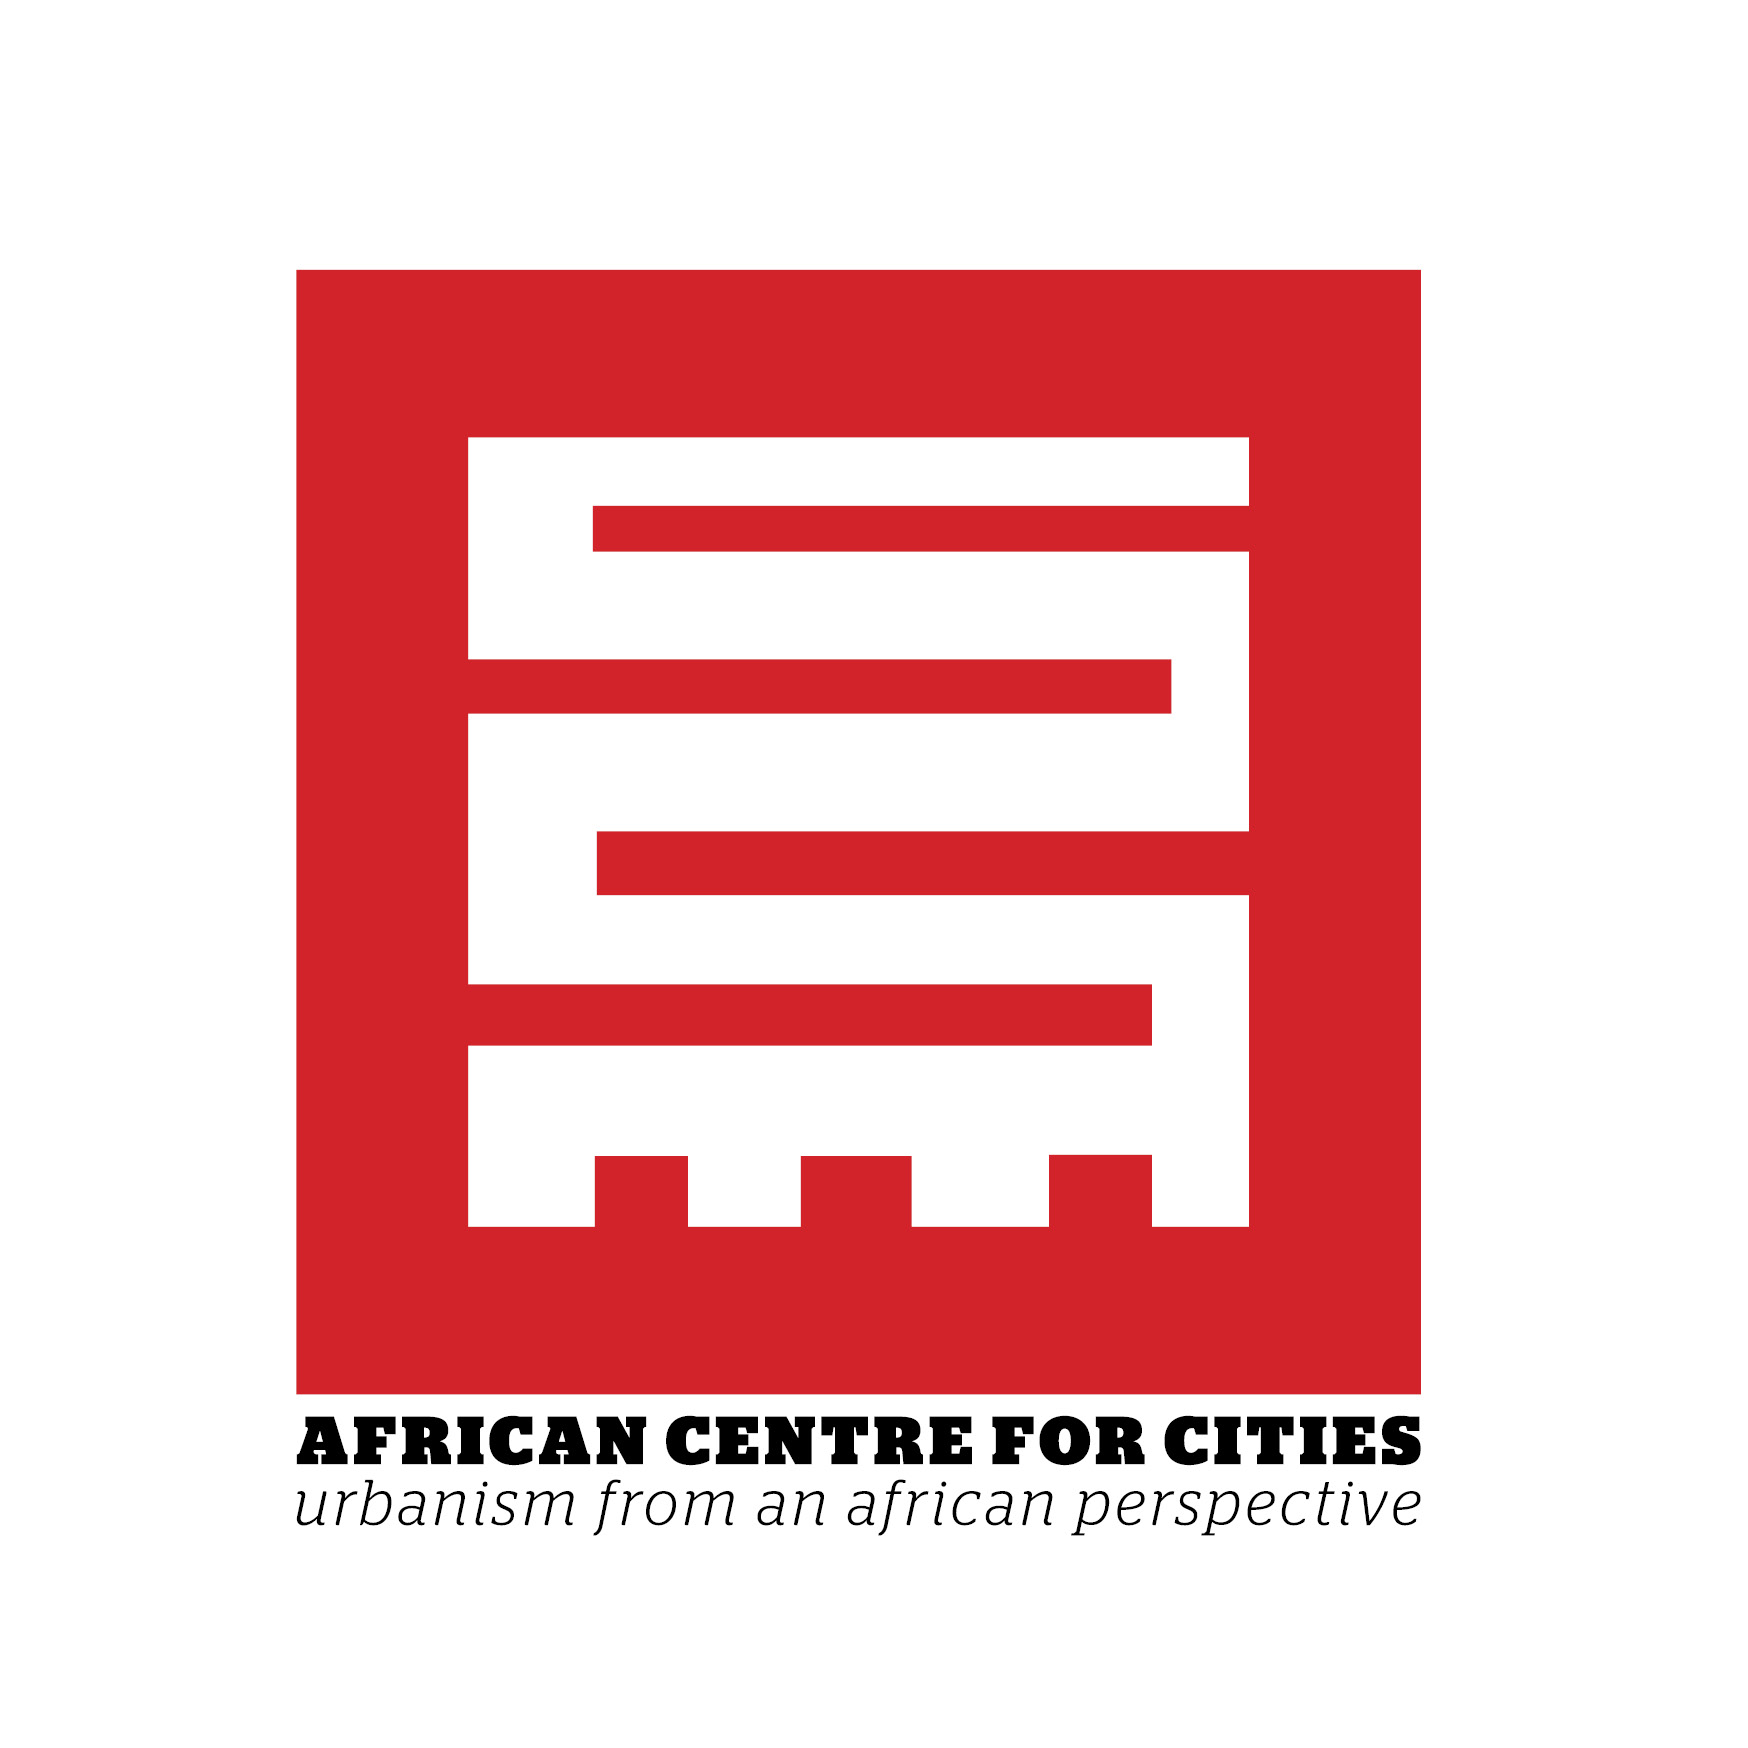 AFRICAN CENTRE FOR CITIES
urbanism from an african perspective